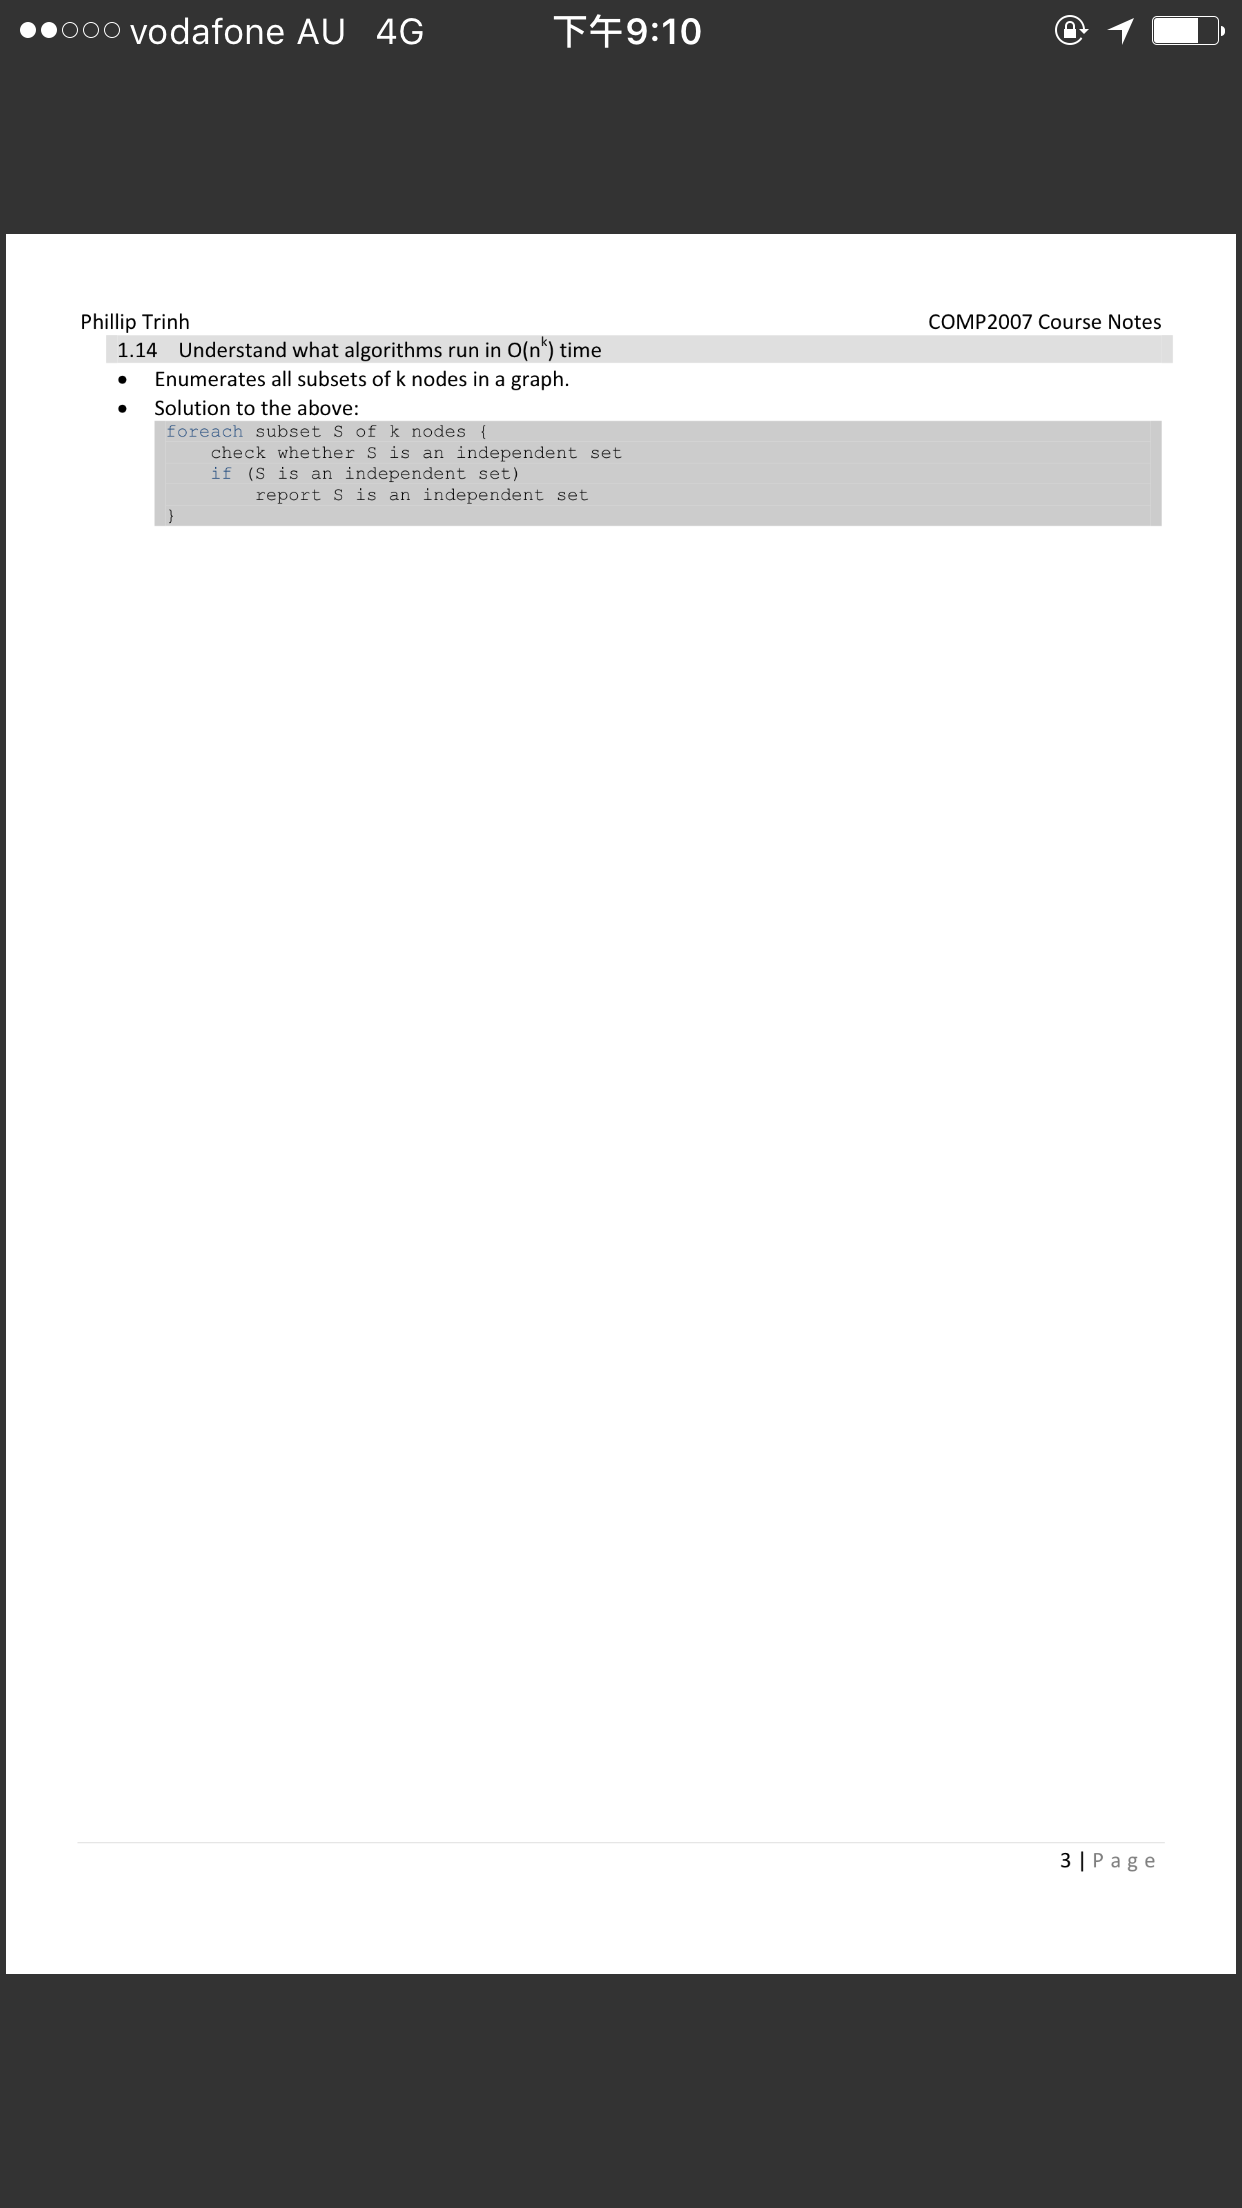 vodafone AU 4G 下午9:10
Phillip Trinh COMP2007 Course Notes
1.14 Understand what algorithms run in O(n^k) time
• Enumerates all subsets of k nodes in a graph.
• Solution to the above:
foreach subset S of k nodes {
    check whether S is an independent set
    if (S is an independent set)
        report S is an independent set
}
3 | Page